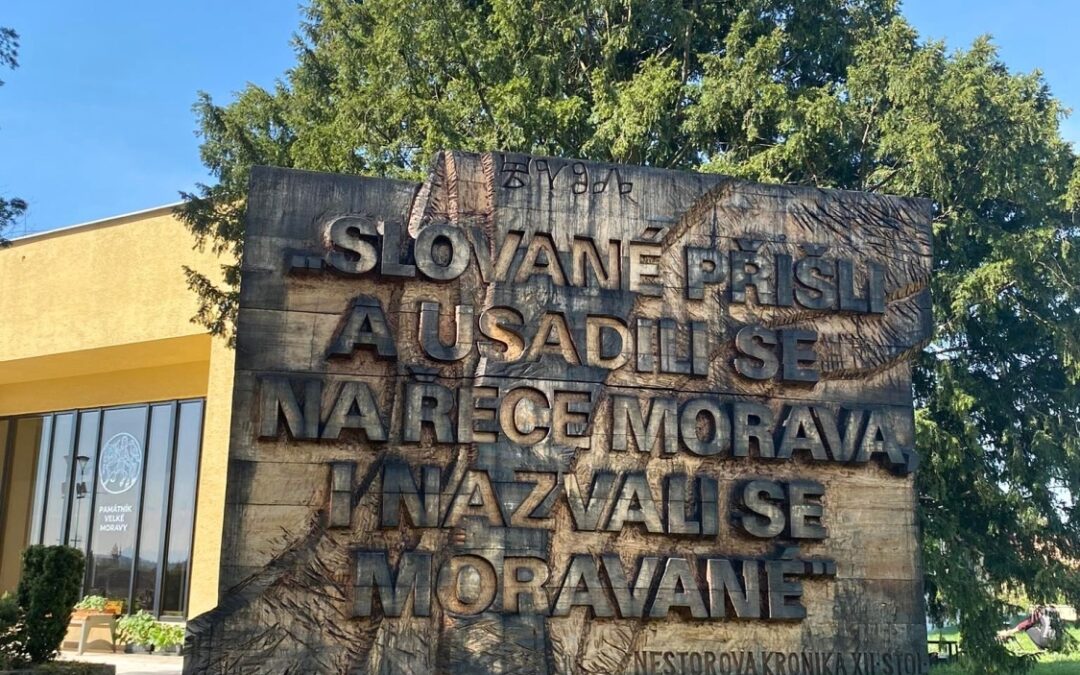 „SLOVANÉ PŘIŠLI
A USADILI SE
NA ŘECE MORAVA,
I NAZVALI SE
MORAVANÉ“
NESTOROVA KRONIKA XII·STOL·
PAMÁTNÍK
VELKÉ
MORAVY